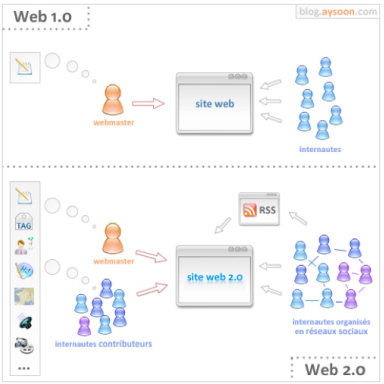 Web 1.0
blog.aysoon.com
webmaster
site web
internautes
TAG
RSS
webmaster
site web 2.0
internautes contributeurs
internautes organisés
en réseaux sociaux
...
Web 2.0